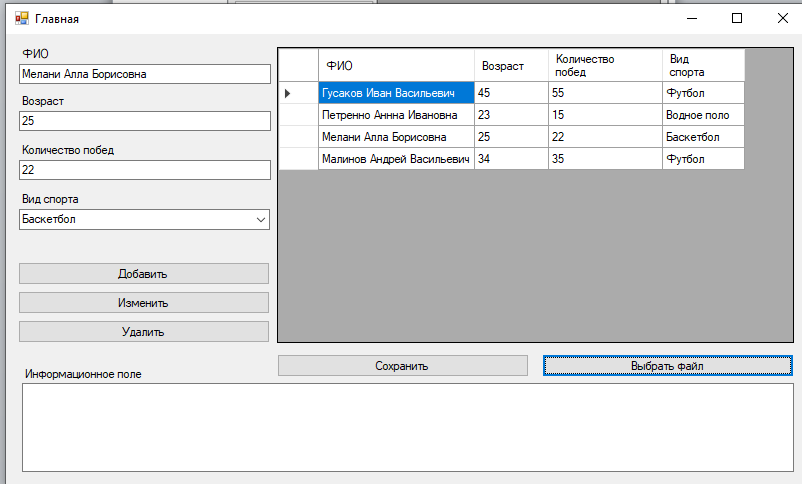 Главная
ФИО
Мелани Алла Борисовна
Возраст
25
Количество побед
22
Вид спорта
Баскетбол
Добавить
Изменить
Удалить
ФИО Возраст Количество побед Вид спорта
Гусаков Иван Васильевич 45 55 Футбол
Петренно Аннна Ивановна 23 15 Водное поло
Мелани Алла Борисовна 25 22 Баскетбол
Малинов Андрей Васильевич 34 35 Футбол
Сохранить
Выбрать файл
Информационное поле